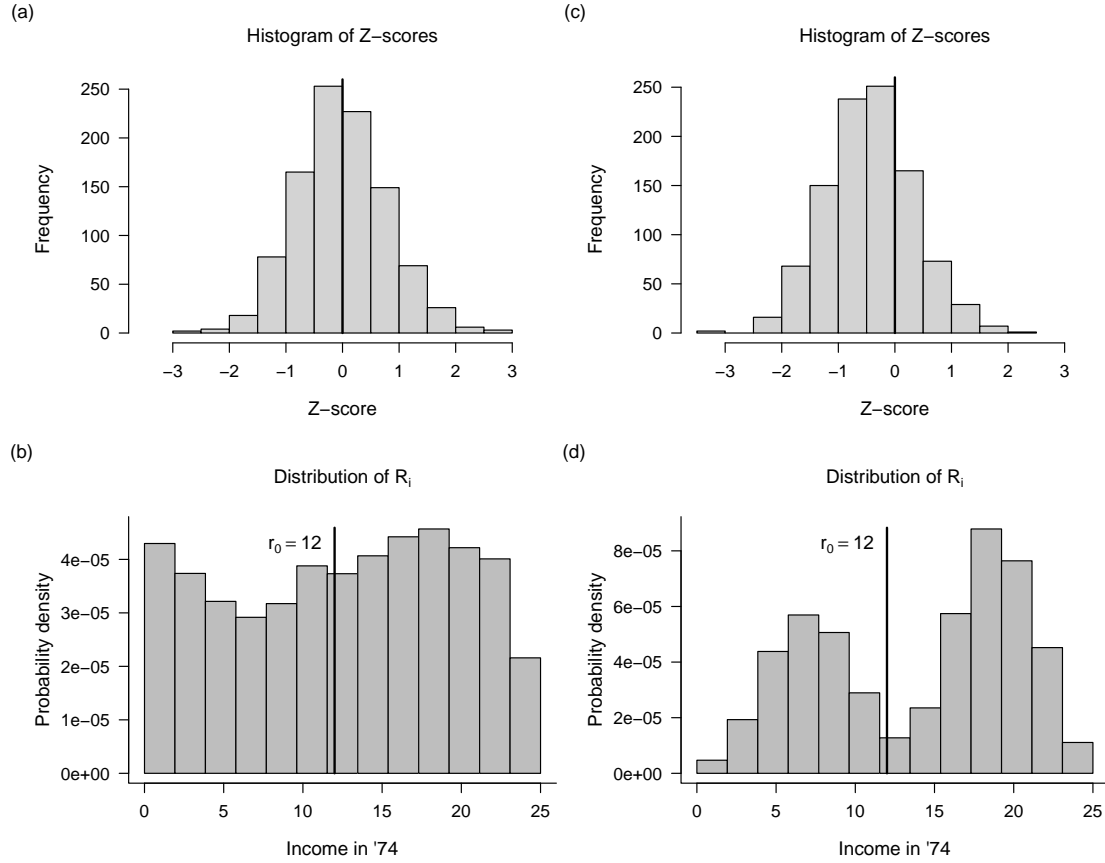 (a)
Histogram of Z−scores
Frequency
250
200
150
100
50
0
−3 −2 −1 0 1 2 3
Z−score
(c)
Histogram of Z−scores
Frequency
250
200
150
100
50
0
−3 −2 −1 0 1 2 3
Z−score
(b)
Distribution of Ri
Probability density
r0 = 12
4e−05
3e−05
2e−05
1e−05
0e+00
0 5 10 15 20 25
Income in '74
(d)
Distribution of Ri
Probability density
r0 = 12
8e−05
6e−05
4e−05
2e−05
0e+00
0 5 10 15 20 25
Income in '74